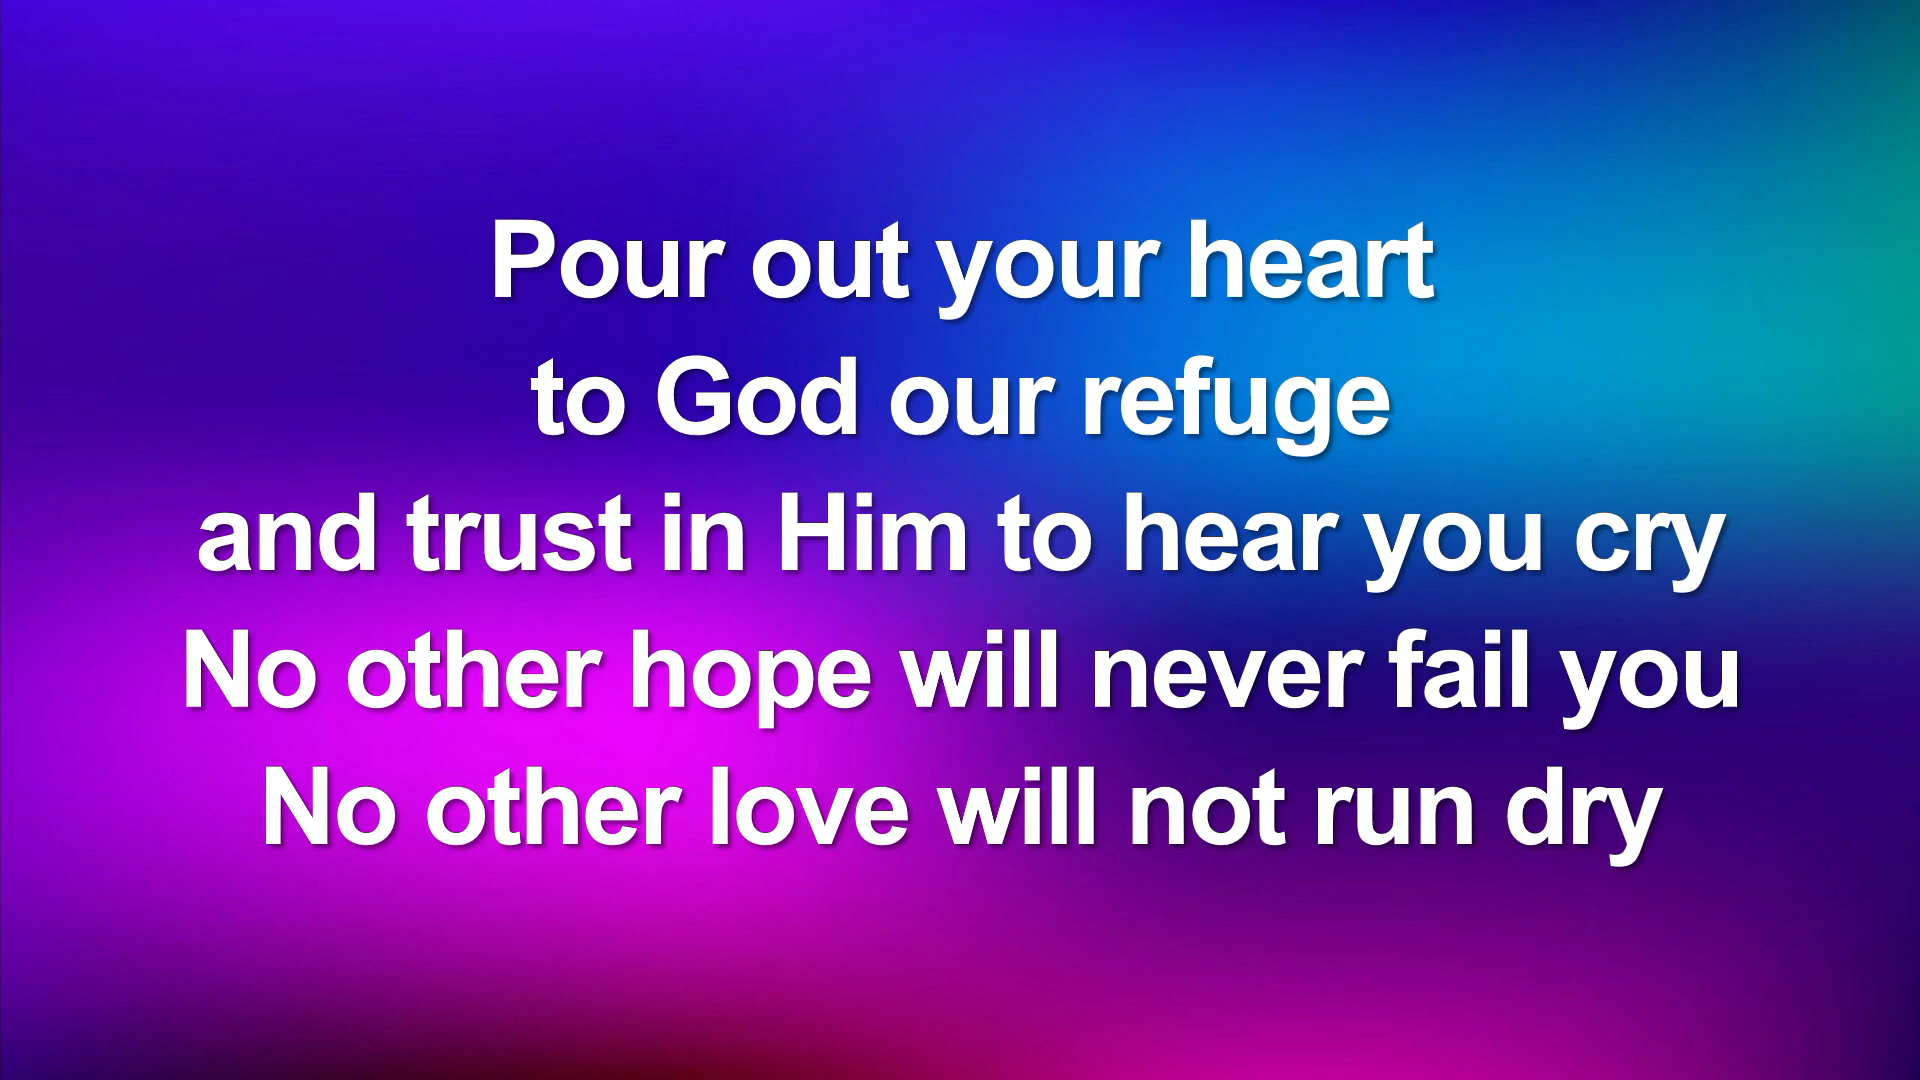 Pour out your heart
to God our refuge
and trust in Him to hear you cry
No other hope will never fail you
No other love will not run dry